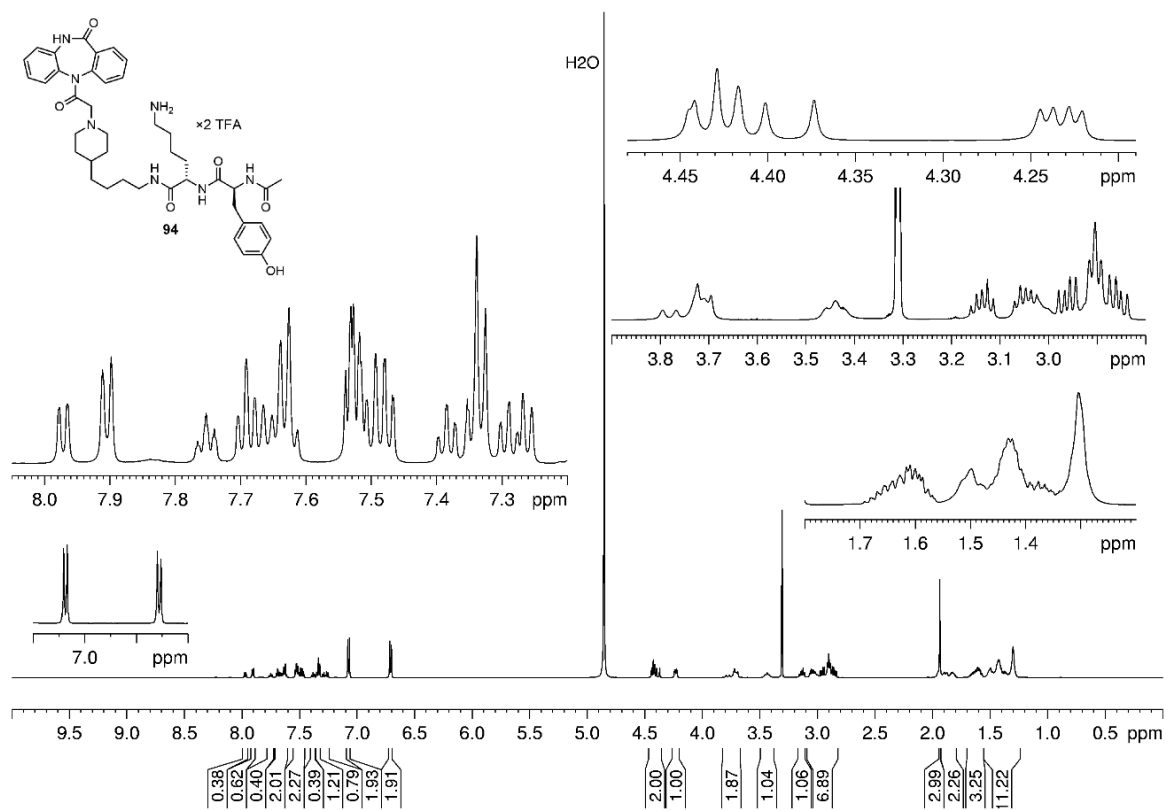 O
NH
N
O
N
NH2
×2 TFA
H
N
O
N
H
O
H
N
O
OH
94
H2O
4.45 4.40 4.35 4.30 4.25 ppm
3.8 3.7 3.6 3.5 3.4 3.3 3.2 3.1 3.0 ppm
8.0 7.9 7.8 7.7 7.6 7.5 7.4 7.3 ppm
1.7 1.6 1.5 1.4 ppm
7.0 ppm
9.5 9.0 8.5 8.0 7.5 7.0 6.5 6.0 5.5 5.0 4.5 4.0 3.5 3.0 2.5 2.0 1.5 1.0 0.5 ppm
0.38 0.62 0.40 2.01 2.27 0.39 1.21 0.79 1.93 1.91 2.00 1.00 1.87 1.04 1.06 6.89 2.99 2.26 3.25 11.22